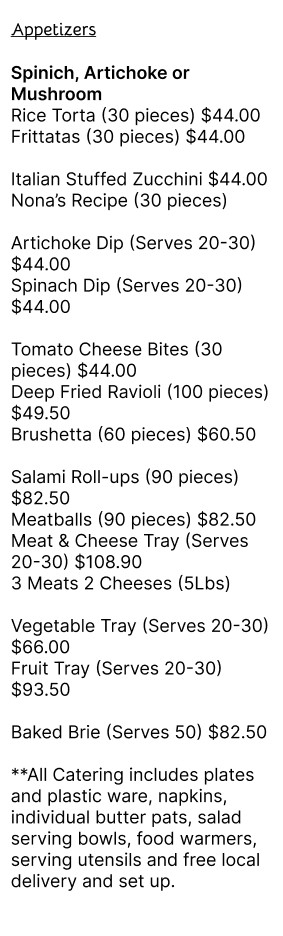 Appetizers
Spinich, Artichoke or
Mushroom
Rice Torta (30 pieces) $44.00
Frittatas (30 pieces) $44.00
Italian Stuffed Zucchini $44.00
Nona’s Recipe (30 pieces)
Artichoke Dip (Serves 20-30)
$44.00
Spinach Dip (Serves 20-30)
$44.00
Tomato Cheese Bites (30
pieces) $44.00
Deep Fried Ravioli (100 pieces)
$49.50
Brushetta (60 pieces) $60.50
Salami Roll-ups (90 pieces)
$82.50
Meatballs (90 pieces) $82.50
Meat & Cheese Tray (Serves
20-30) $108.90
3 Meats 2 Cheeses (5Lbs)
Vegetable Tray (Serves 20-30)
$66.00
Fruit Tray (Serves 20-30)
$93.50
Baked Brie (Serves 50) $82.50
**All Catering includes plates
and plastic ware, napkins,
individual butter pats, salad
serving bowls, food warmers,
serving utensils and free local
delivery and set up.